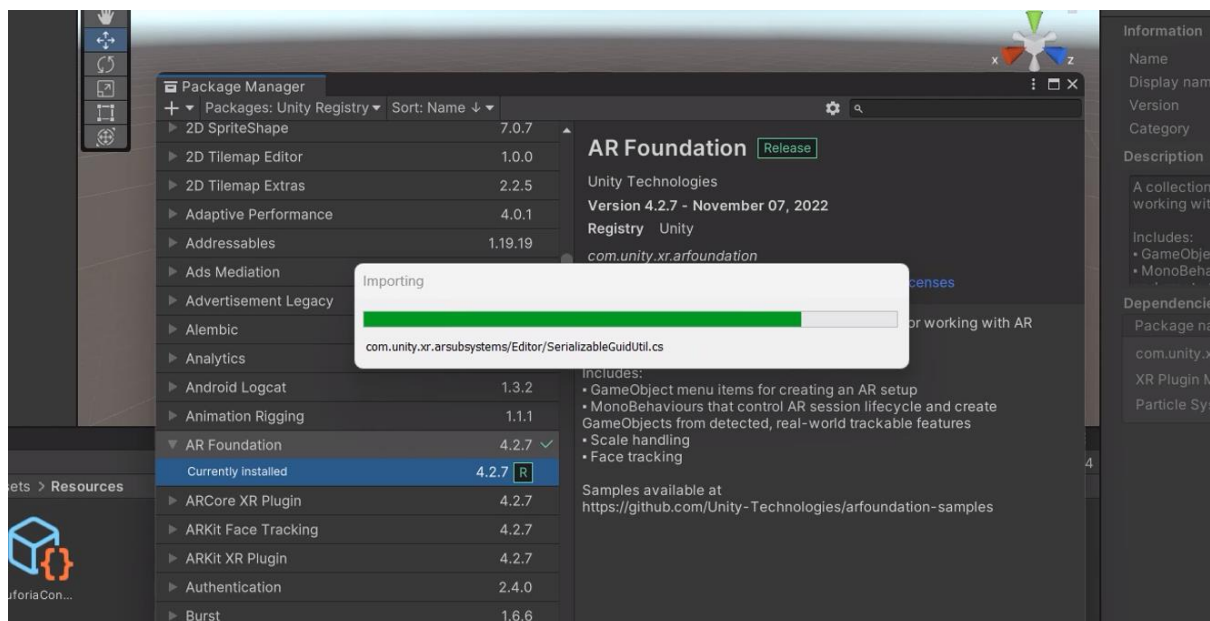 Package Manager
Packages: Unity Registry Sort: Name ↓
2D SpriteShape 7.0.7
2D Tilemap Editor 1.0.0
2D Tilemap Extras 2.2.5
Adaptive Performance 4.0.1
Addressables 1.19.19
Ads Mediation
Advertisement Legacy
Alembic
Analytics
Android Logcat 1.3.2
Animation Rigging 1.1.1
AR Foundation 4.2.7
Currently installed 4.2.7 R
ARCore XR Plugin 4.2.7
ARKit Face Tracking 4.2.7
ARKit XR Plugin 4.2.7
Authentication 2.4.0
Burst 1.6.6
AR Foundation Release
Unity Technologies
Version 4.2.7 - November 07, 2022
Registry Unity
com.unity.xr.arfoundation
censes
or working with AR
Includes:
• GameObject menu items for creating an AR setup
• MonoBehaviours that control AR session lifecycle and create
GameObjects from detected, real-world trackable features
• Scale handling
• Face tracking
Samples available at
https://github.com/Unity-Technologies/arfoundation-samples
Importing
com.unity.xr.arsubsystems/Editor/SerializableGuidUtil.cs
x z
Information
Name
Display nam
Version
Category
Description
A collection
working wit
Includes:
• GameObje
• MonoBeha
Dependencie
Package na
com.unity.x
XR Plugin M
Particle Sy
4
sets > Resources
uforiaCon...